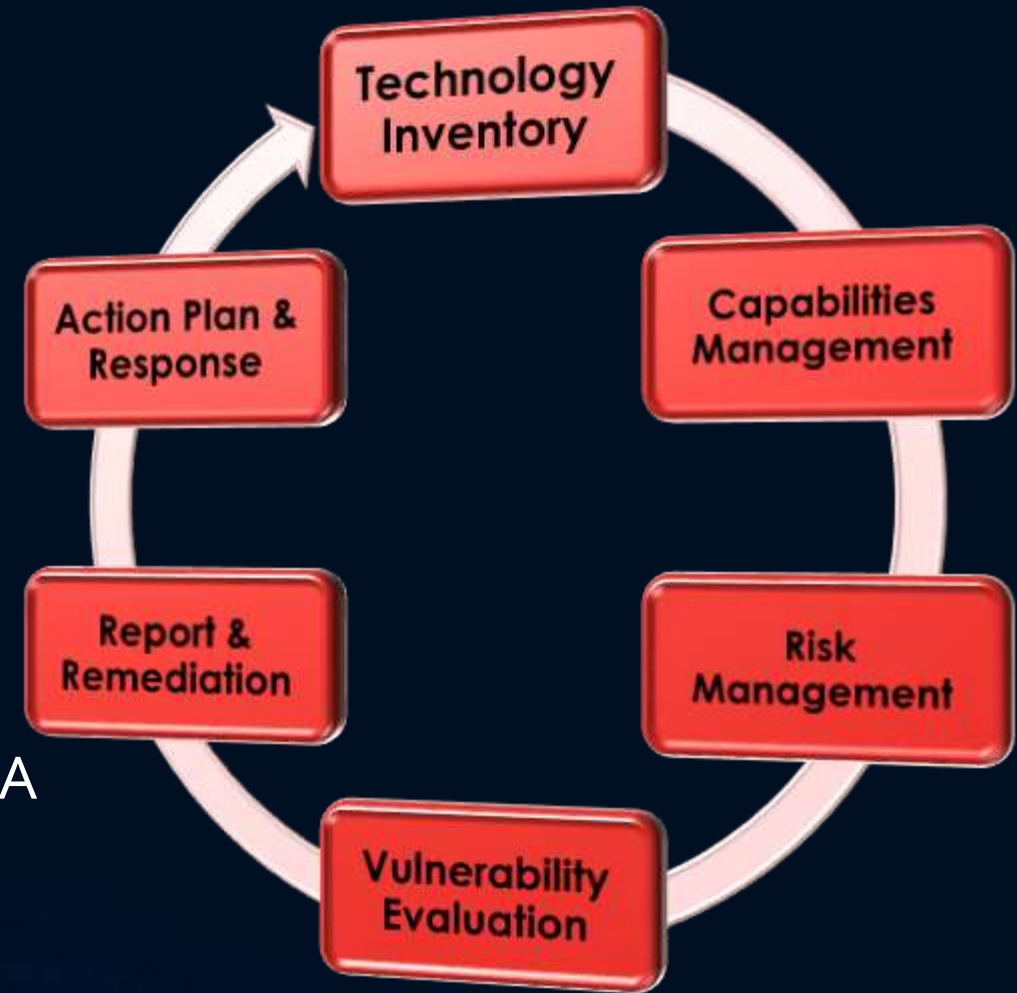 Technology
Inventory
Capabilities
Management
Risk
Management
Vulnerability
Evaluation
Report &
Remediation
Action Plan &
Response
A